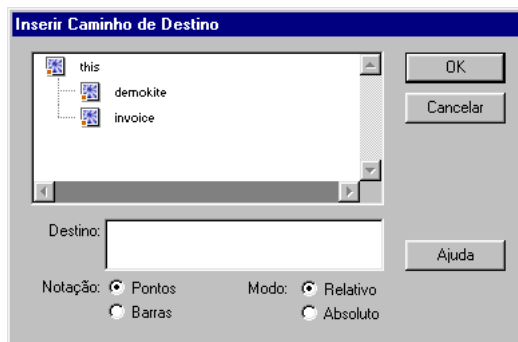 Inserir Caminho de Destino
this
demokite
invoice
OK
Cancelar
Destino:
Ajuda
Notação: Pontos Modo: Relativo
Barras Absoluto